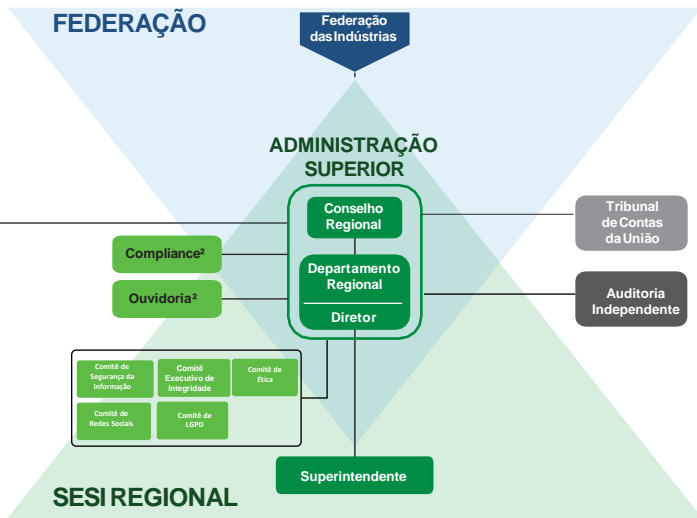 FEDERAÇÃO
Federação
das Indústrias
ADMINISTRAÇÃO
SUPERIOR
Conselho
Regional
Tribunal
de Contas
da União
Compliance²
Departamento
Regional
Diretor
Ouvidoria²
Auditoria
Independente
Comitê de
Segurança da
Informação
Comitê
Executivo de
Integridade
Comitê de
Ética
Comitê de
Redes Sociais
Comitê de
LGPD
Superintendente
SESI REGIONAL